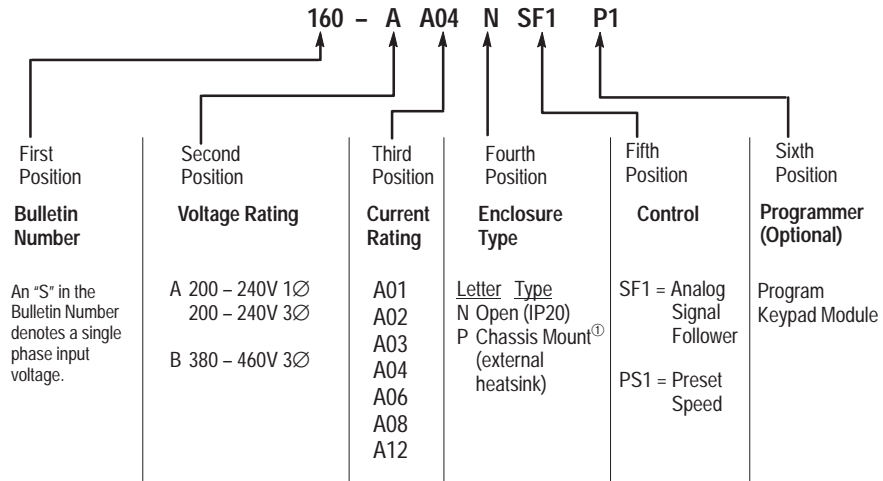 160 – A A04 N SF1 P1
First Position
Bulletin Number
An "S" in the
Bulletin Number
denotes a single
phase input
voltage.
Second Position
Voltage Rating
A 200 – 240V 1∅
200 – 240V 3∅
B 380 – 460V 3∅
Third Position
Current Rating
A01
A02
A03
A04
A06
A08
A12
Fourth Position
Enclosure Type
Letter Type
N Open (IP20)
P Chassis Mount①
(external
heatsink)
Fifth Position
Control
SF1 = Analog
Signal
Follower
PS1 = Preset
Speed
Sixth Position
Programmer
(Optional)
Program
Keypad Module